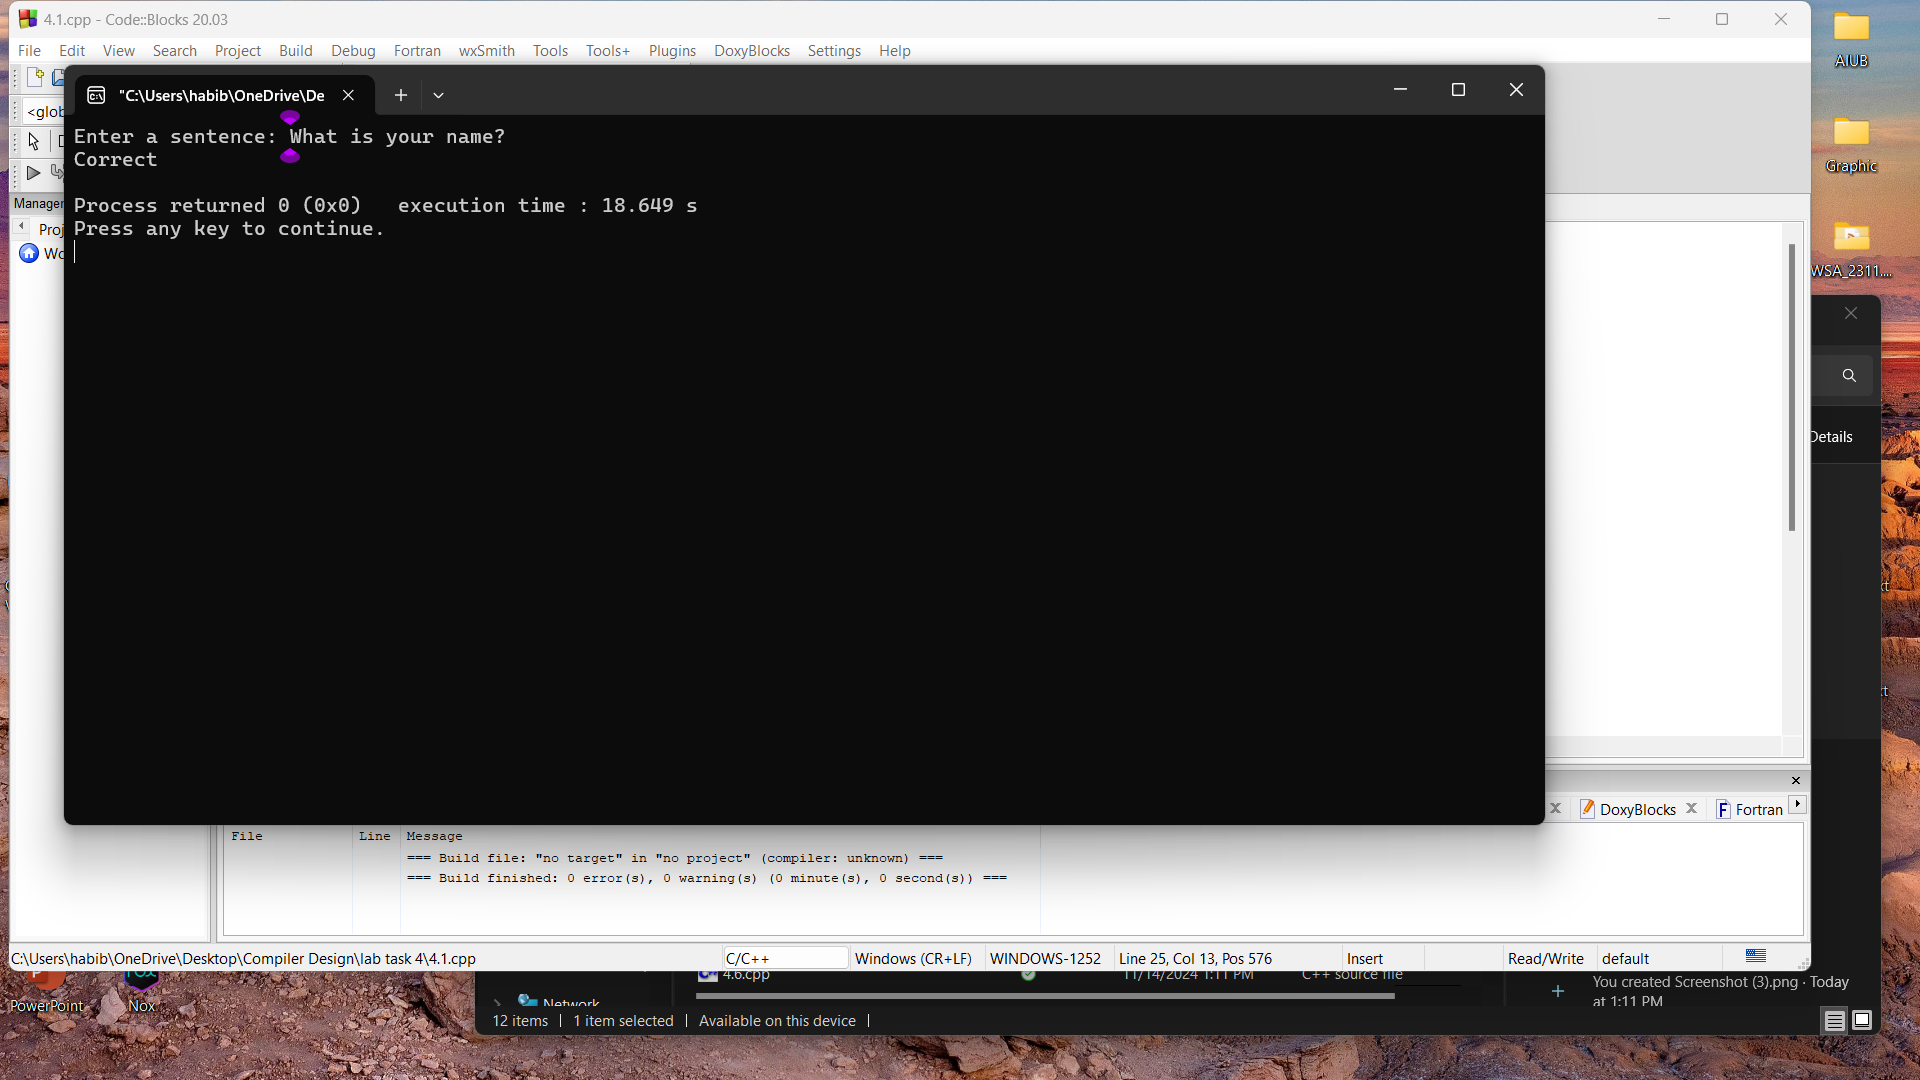 4.1.cpp - Code::Blocks 20.03
File Edit View Search Project Build Debug Fortran wxSmith Tools Tools+ Plugins DoxyBlocks Settings Help
AIUB
"C:\Users\habib\OneDrive\De
<glob
Enter a sentence: What is your name?
Correct
Graphic
Process returned 0 (0x0)   execution time : 18.649 s
Press any key to continue.
Manager
Proj
Wo
WSA_2311....
Details
DoxyBlocks
Fortran
File Line Message
=== Build file: "no target" in "no project" (compiler: unknown) ===
=== Build finished: 0 error(s), 0 warning(s) (0 minute(s), 0 second(s)) ===
C:\Users\habib\OneDrive\Desktop\Compiler Design\lab task 4\4.1.cpp C/C++ Windows (CR+LF) WINDOWS-1252 Line 25, Col 13, Pos 576 Insert Read/Write default
4.6.cpp 11/14/2024 1:11 PM C++ source file
You created Screenshot (3).png · Today at 1:11 PM
PowerPoint
Nox
Network
12 items 1 item selected Available on this device